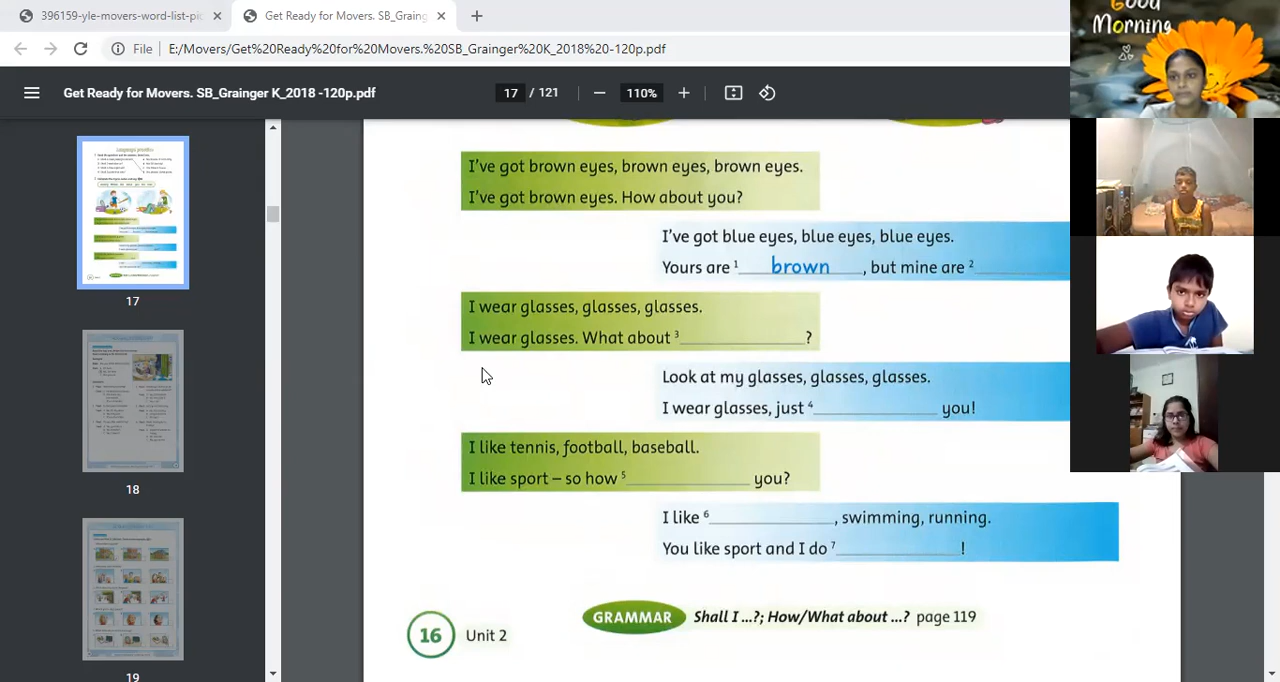 396159-yle-movers-word-list-pi
Get Ready for Movers. SB_Graing
File
E:/Movers/Get%20Ready%20for%20Movers.%20SB_Grainger%20K_2018%20-120p.pdf
Good
Morning
Get Ready for Movers. SB_Grainger K_2018 -120p.pdf
17 / 121
110%
I've got brown eyes, brown eyes, brown eyes.
I've got brown eyes. How about you?
I've got blue eyes, blue eyes, blue eyes.
Yours are 1 brown , but mine are 2
I wear glasses, glasses, glasses.
I wear glasses. What about 3 ____________ ?
Look at my glasses, glasses, glasses.
I wear glasses, just 4 ____________ you!
I like tennis, football, baseball.
I like sport – so how 5 ____________ you?
I like 6 ____________ , swimming, running.
You like sport and I do 7 ____________ !
GRAMMAR Shall I ...?; How/What about ...? page 119
16 Unit 2
17
18
19